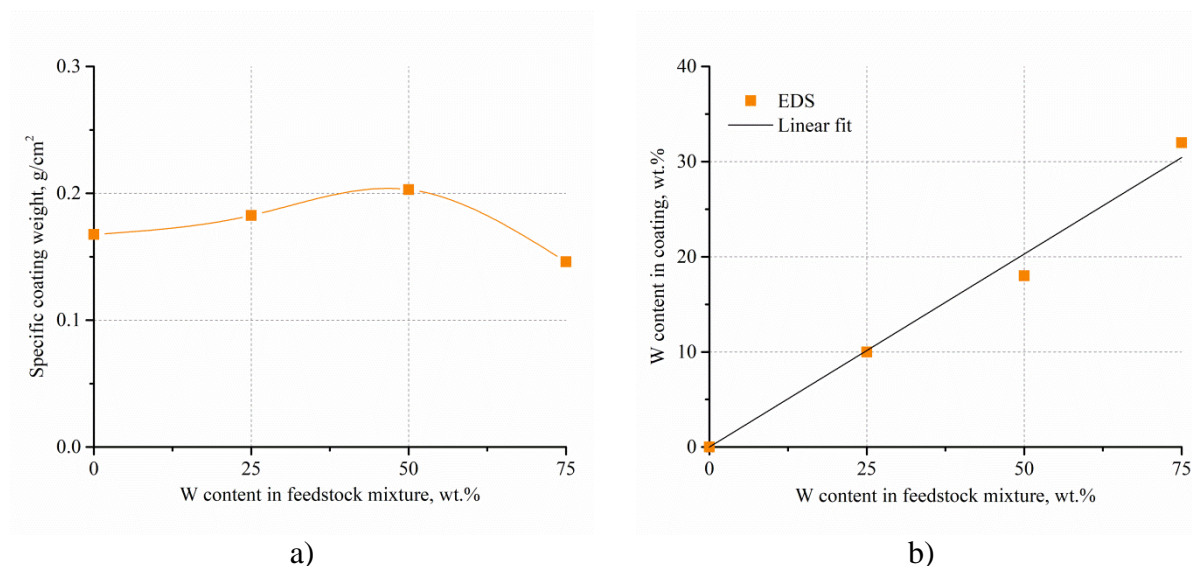 0.3
0.2
0.1
0.0
Specific coating weight, g/cm²
0
25
50
75
W content in feedstock mixture, wt.%
a)
40
30
20
10
0
W content in coating, wt.%
EDS
Linear fit
0
25
50
75
W content in feedstock mixture, wt.%
b)